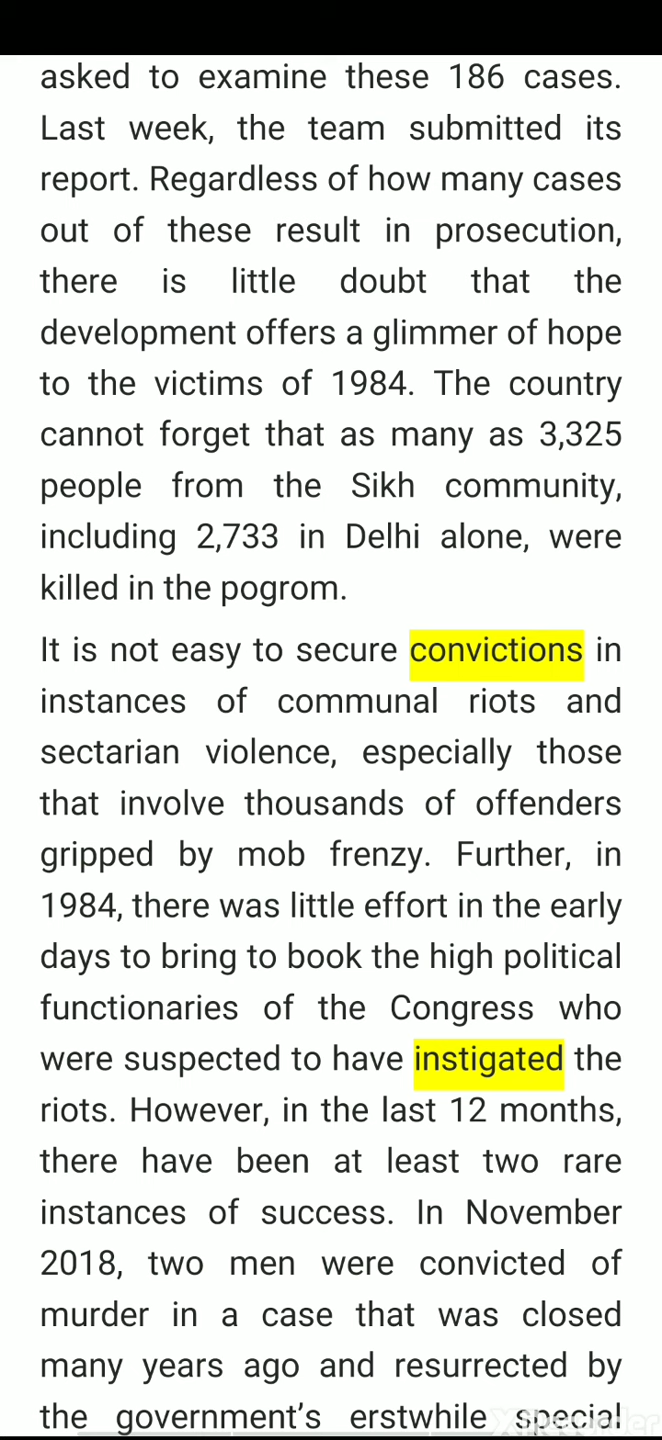 asked to examine these 186 cases.
Last week, the team submitted its
report. Regardless of how many cases
out of these result in prosecution,
there is little doubt that the
development offers a glimmer of hope
to the victims of 1984. The country
cannot forget that as many as 3,325
people from the Sikh community,
including 2,733 in Delhi alone, were
killed in the pogrom.
It is not easy to secure convictions in
instances of communal riots and
sectarian violence, especially those
that involve thousands of offenders
gripped by mob frenzy. Further, in
1984, there was little effort in the early
days to bring to book the high political
functionaries of the Congress who
were suspected to have instigated the
riots. However, in the last 12 months,
there have been at least two rare
instances of success. In November
2018, two men were convicted of
murder in a case that was closed
many years ago and resurrected by
the government's erstwhile special